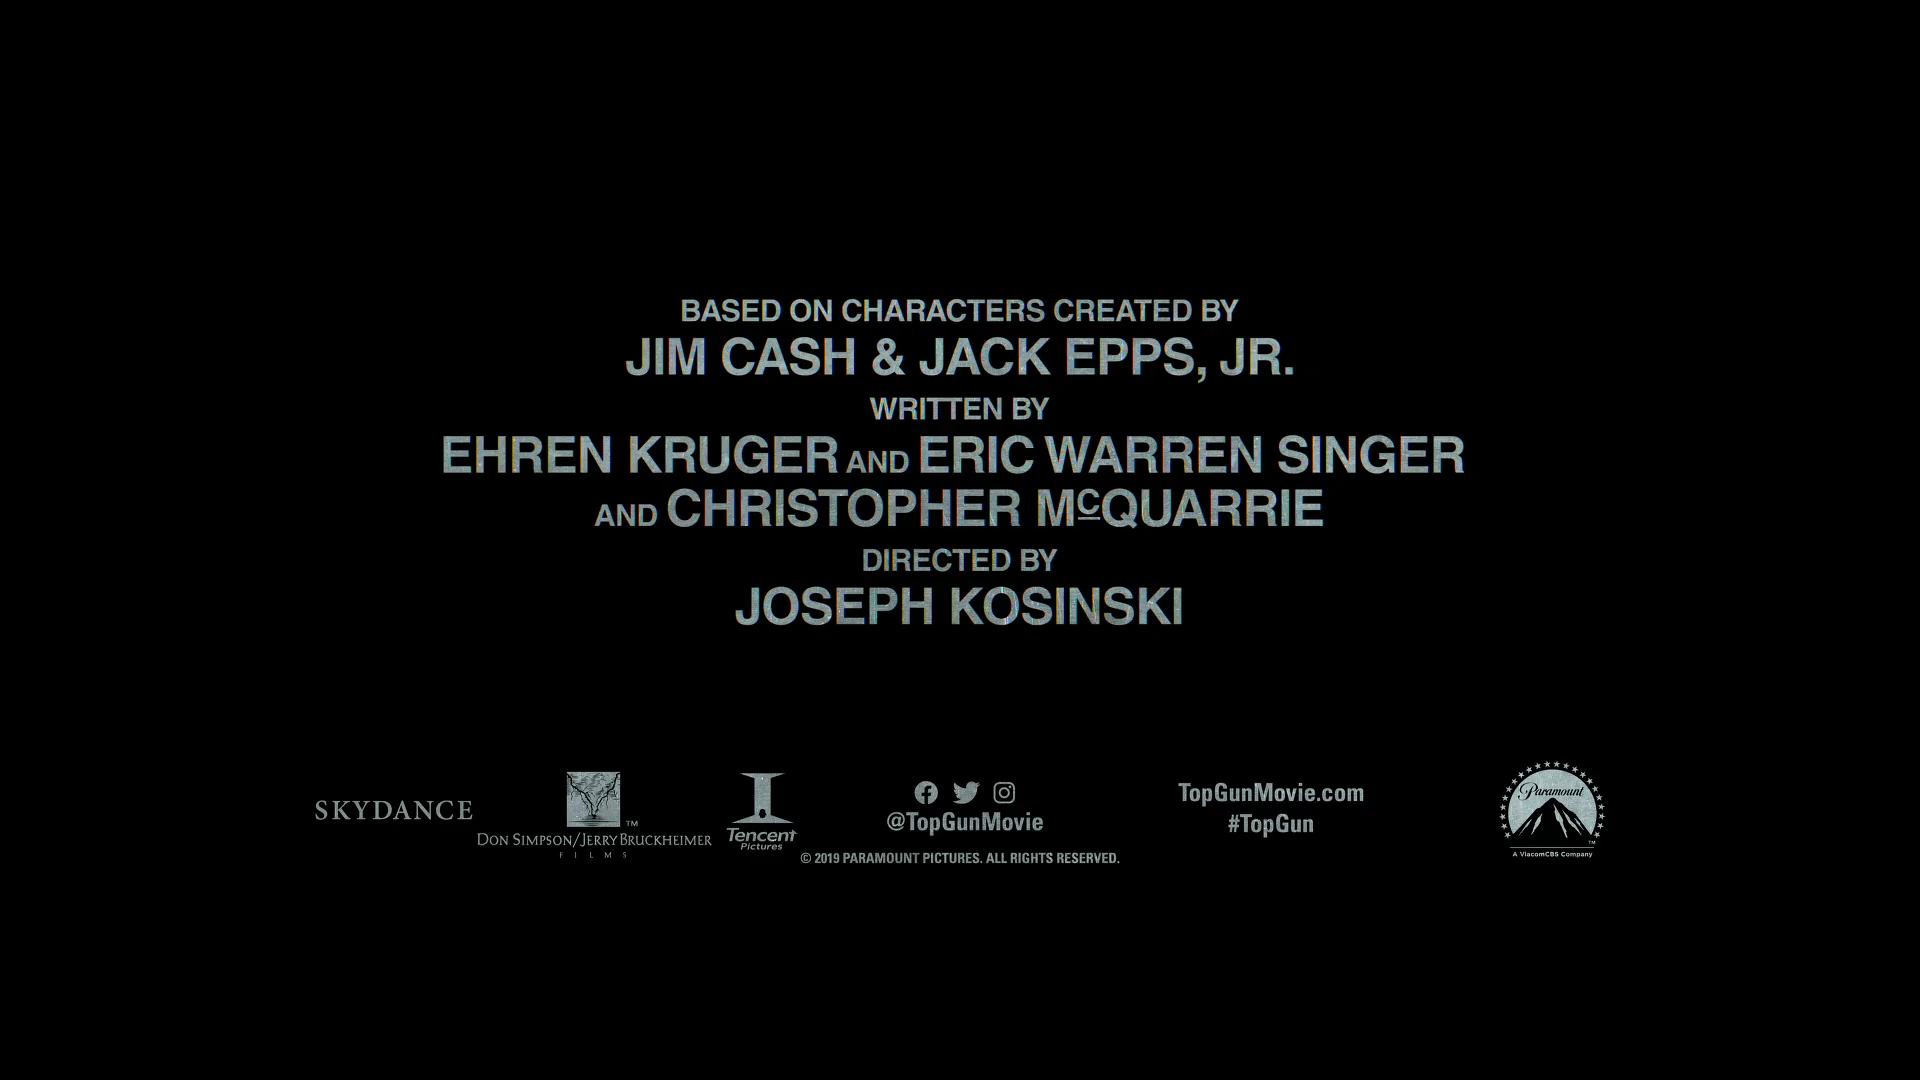 BASED ON CHARACTERS CREATED BY
JIM CASH & JACK EPPS, JR.
WRITTEN BY
EHREN KRUGER AND ERIC WARREN SINGER
AND CHRISTOPHER McQUARRIE
DIRECTED BY
JOSEPH KOSINSKI
SKYDANCE
DON SIMPSON/JERRY BRUCKHEIMER
FILMS
TM
Tencent
Pictures
@TopGunMovie
© 2019 PARAMOUNT PICTURES. ALL RIGHTS RESERVED.
TopGunMovie.com
#TopGun
Paramount
TM
A ViacomCBS Company